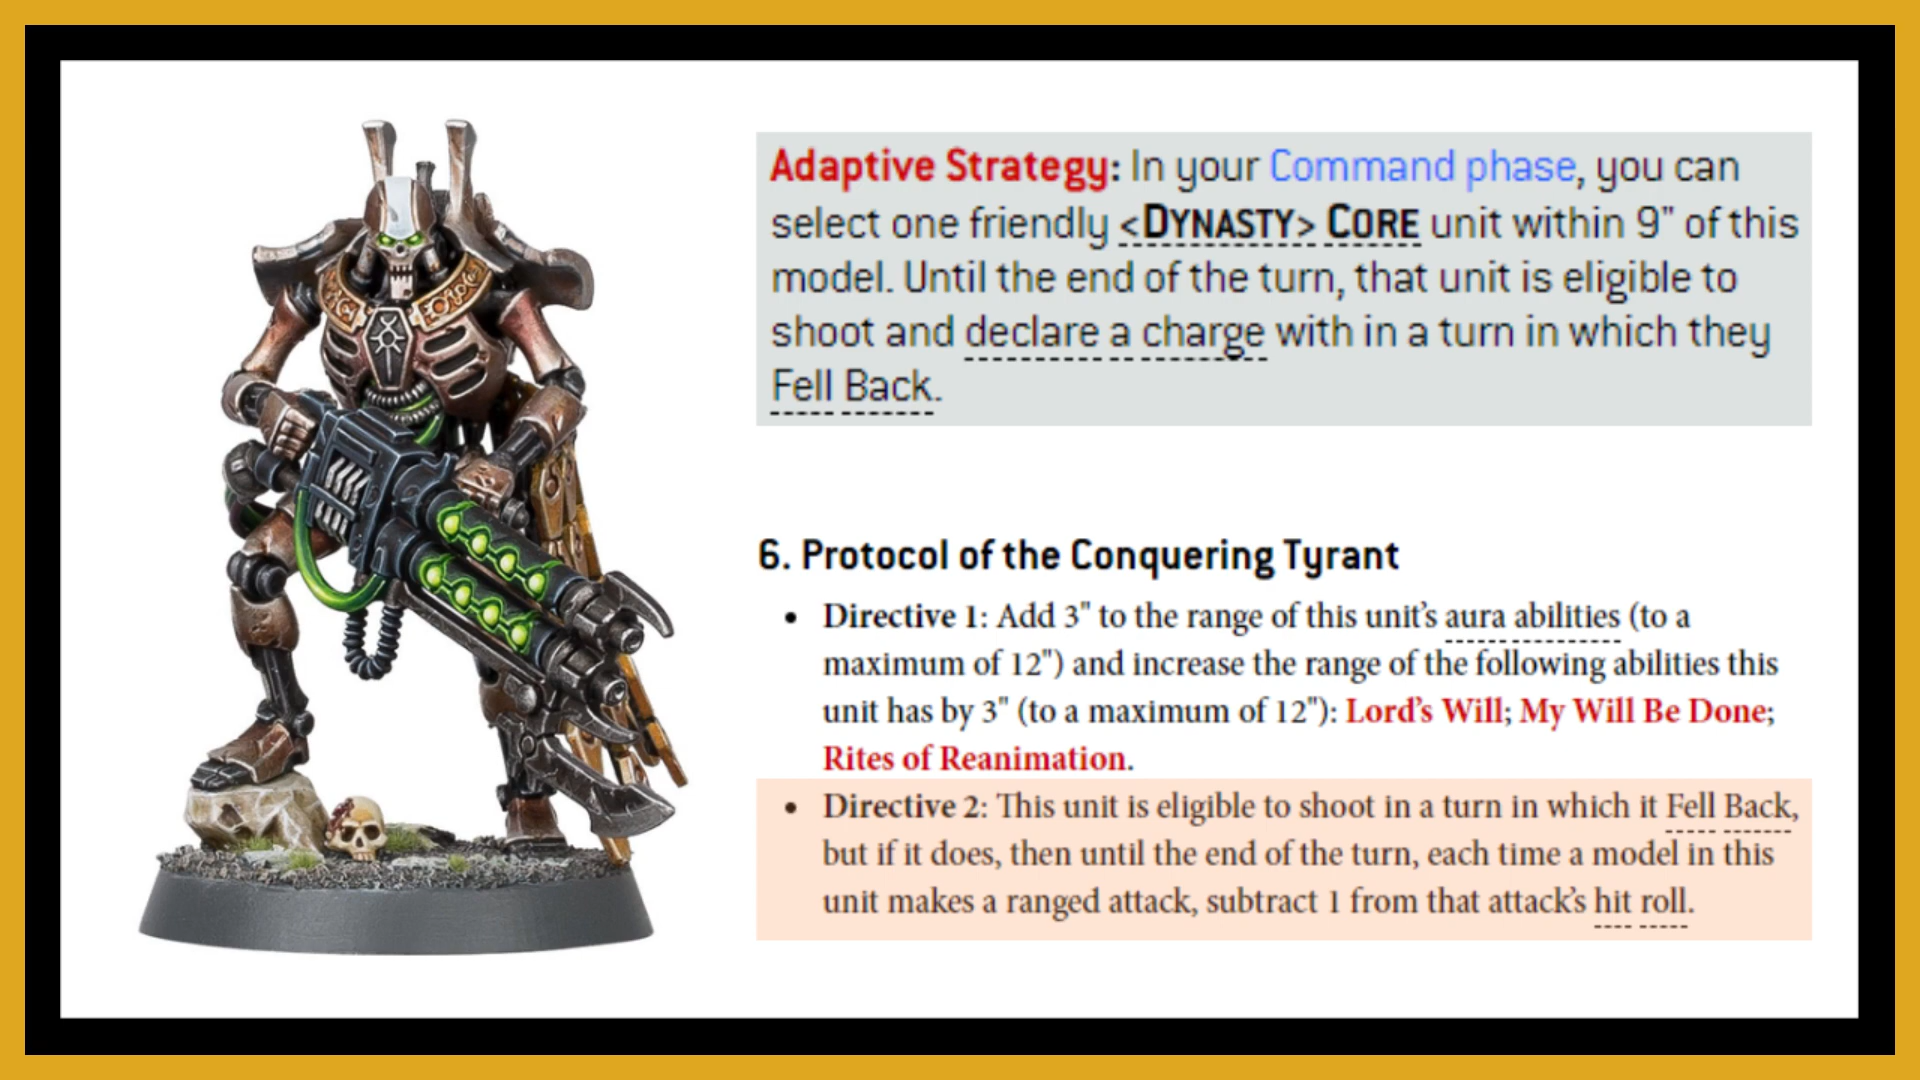 Adaptive Strategy: In your Command phase, you can
select one friendly <DYNASTY> CORE unit within 9" of this
model. Until the end of the turn, that unit is eligible to
shoot and declare a charge with in a turn in which they
Fell Back.
6. Protocol of the Conquering Tyrant
• Directive 1: Add 3" to the range of this unit’s aura abilities (to a
maximum of 12") and increase the range of the following abilities this
unit has by 3" (to a maximum of 12"): Lord’s Will; My Will Be Done;
Rites of Reanimation.
• Directive 2: This unit is eligible to shoot in a turn in which it Fell Back,
but if it does, then until the end of the turn, each time a model in this
unit makes a ranged attack, subtract 1 from that attack’s hit roll.